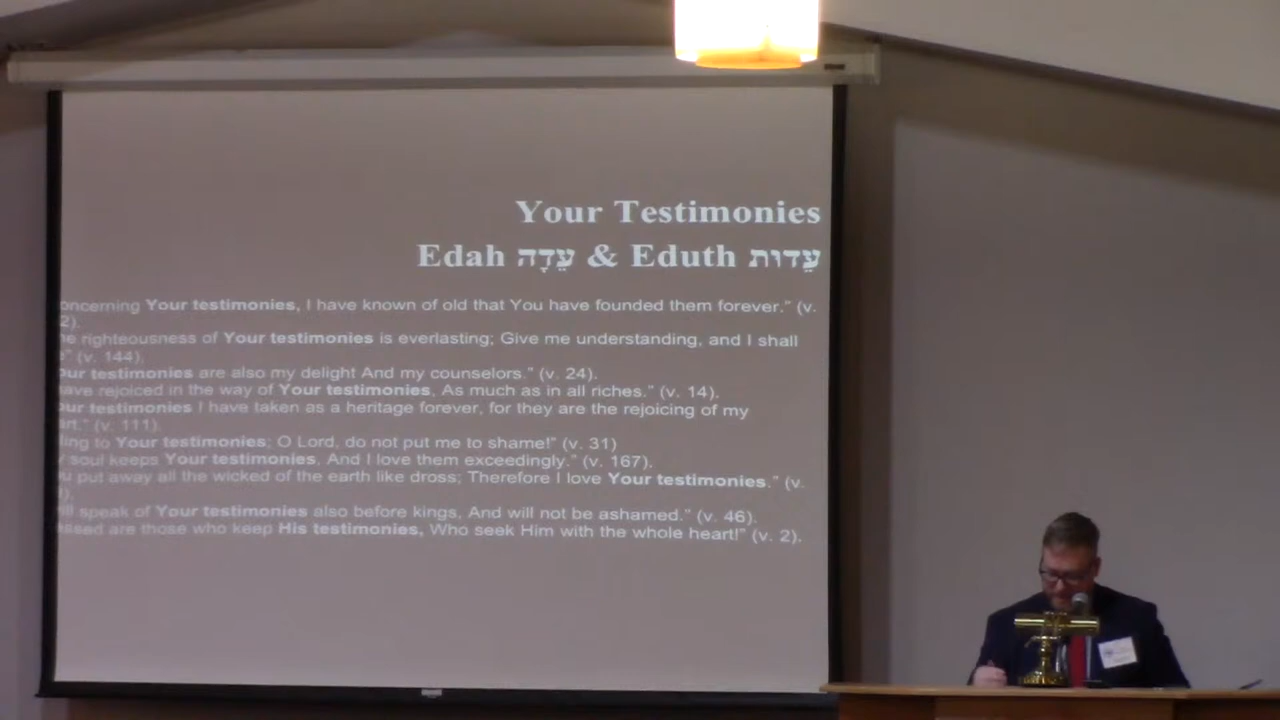 Your Testimonies
Edah עֵדָה & Eduth עֵדוּת
oncerning Your testimonies, I have known of old that You have founded them forever." (v.
2).
righteousness of Your testimonies is everlasting; Give me understanding, and I shall
(v. 144).
ur testimonies are also my delight And my counselors." (v. 24).
ave rejoiced in the way of Your testimonies, As much as in all riches." (v. 14).
ur testimonies I have taken as a heritage forever, for they are the rejoicing of my
art." (v. 111).
ling to Your testimonies; O Lord, do not put me to shame!" (v. 31)
soul keeps Your testimonies, And I love them exceedingly." (v. 167).
u put away all the wicked of the earth like dross; Therefore I love Your testimonies." (v.
).
ill speak of Your testimonies also before kings, And will not be ashamed." (v. 46).
essed are those who keep His testimonies, Who seek Him with the whole heart!" (v. 2).